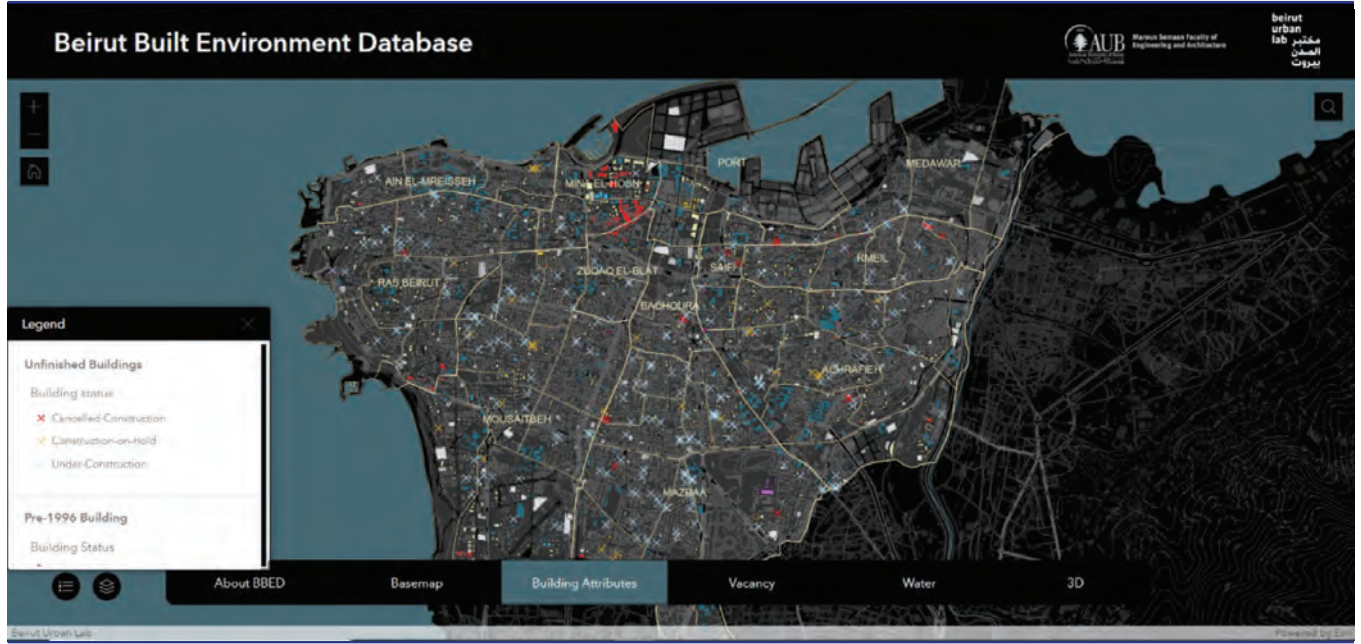 Beirut Built Environment Database
AUB
Maroun Semaan Faculty of
Engineering and Architecture
beirut
urban
lab مختبر
المدن
بيروت
PORT
MEDAWAR
AIN EL-MREISSEH
MINA EL-HOSN
ZUQAQ EL-BLAT
SAIFI
RMEIL
RAS BEIRUT
BACHOURA
ACHRAFIEH
MOUSAITBEH
MAZRAA
Legend
Unfinished Buildings
Building status
Cancelled-Construction
Construction-on-Hold
Under-Construction
Pre-1996 Building
Building Status
About BBED
Basemap
Building Attributes
Vacancy
Water
3D
Beirut Urban Lab
Powered by Esri